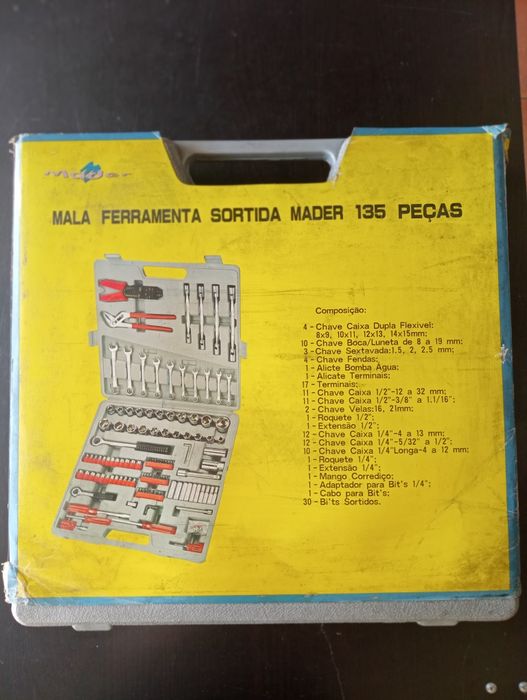 Mader
MALA FERRAMENTA SORTIDA MADER 135 PEÇAS
Composição:
4 - Chave Caixa Dupla Flexivel:
8x9, 10x11, 12x13, 14x15mm;
10 - Chave Boca/Luneta de 8 a 19 mm;
3 - Chave Sextavada:1.5, 2, 2.5 mm;
4 - Chave Fendas;
1 - Alicte Bomba Água;
1 - Alicate Terminais;
17 - Terminais;
11 - Chave Caixa 1/2"-12 a 32 mm;
11 - Chave Caixa 1/2"-3/8" a 1.1/16";
2 - Chave Velas:16, 21mm;
1 - Roquete 1/2";
1 - Extensão 1/2";
12 - Chave Caixa 1/4"-4 a 13 mm;
12 - Chave Caixa 1/4"-5/32" a 1/2";
10 - Chave Caixa 1/4"Longa-4 a 12 mm;
1 - Roquete 1/4";
1 - Extensão 1/4";
1 - Mango Corrediço;
1 - Adaptador para Bit's 1/4";
1 - Cabo para Bit's;
30 - Bi'ts Sortidos.